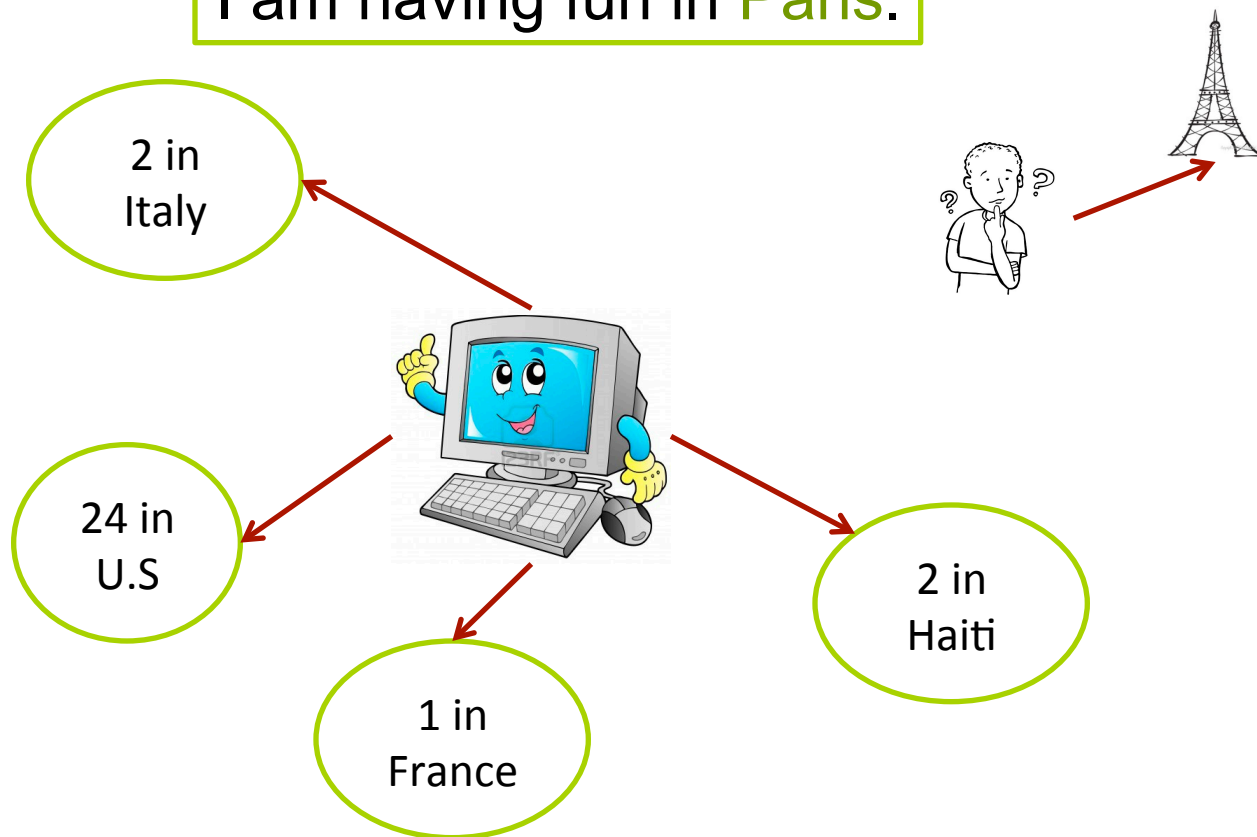 I am having fun in Paris.
2 in
Italy
24 in
U.S
2 in
Haiti
1 in
France